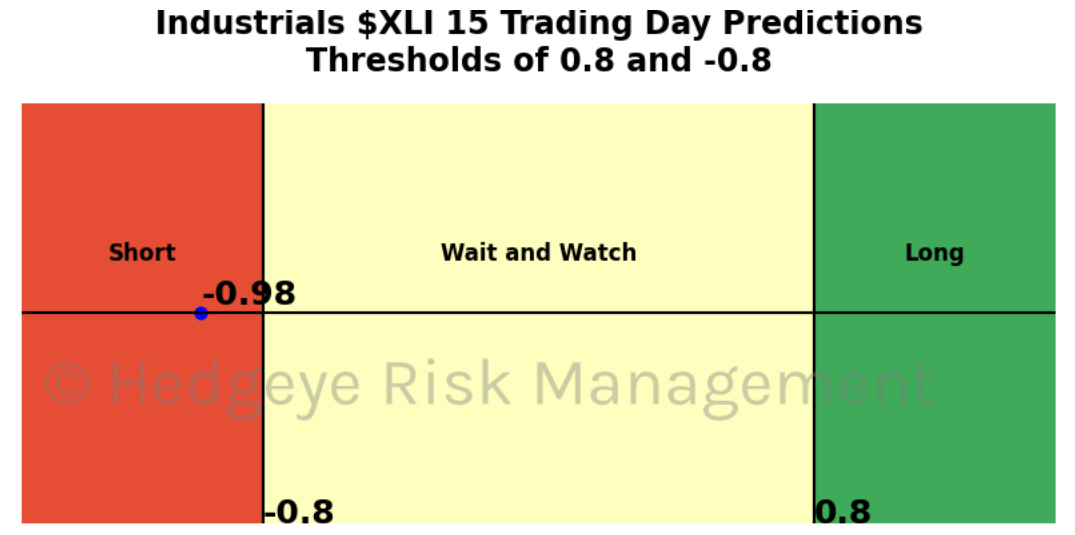 Industrials $XLI 15 Trading Day Predictions
Thresholds of 0.8 and -0.8
Short
Wait and Watch
Long
-0.98
© Hedgeye Risk Management
-0.8
0.8